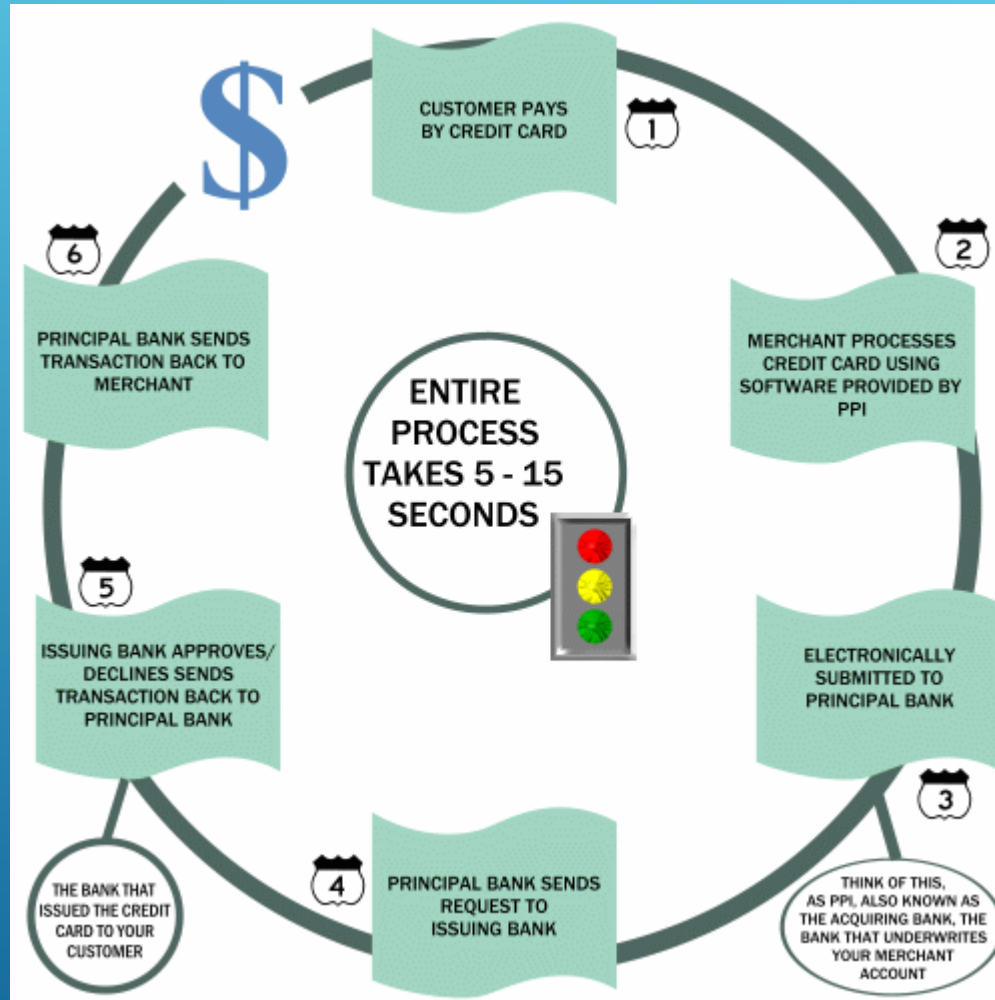 $
CUSTOMER PAYS
BY CREDIT CARD
1
2
MERCHANT PROCESSES
CREDIT CARD USING
SOFTWARE PROVIDED BY
PPI
ELECTRONICALLY
SUBMITTED TO
PRINCIPAL BANK
3
THINK OF THIS,
AS PPI, ALSO KNOWN AS
THE ACQUIRING BANK, THE
BANK THAT UNDERWRITES
YOUR MERCHANT
ACCOUNT
4
PRINCIPAL BANK SENDS
REQUEST TO
ISSUING BANK
5
ISSUING BANK APPROVES/
DECLINES SENDS
TRANSACTION BACK TO
PRINCIPAL BANK
THE BANK THAT
ISSUED THE CREDIT
CARD TO YOUR
CUSTOMER
6
PRINCIPAL BANK SENDS
TRANSACTION BACK TO
MERCHANT
ENTIRE
PROCESS
TAKES 5 - 15
SECONDS